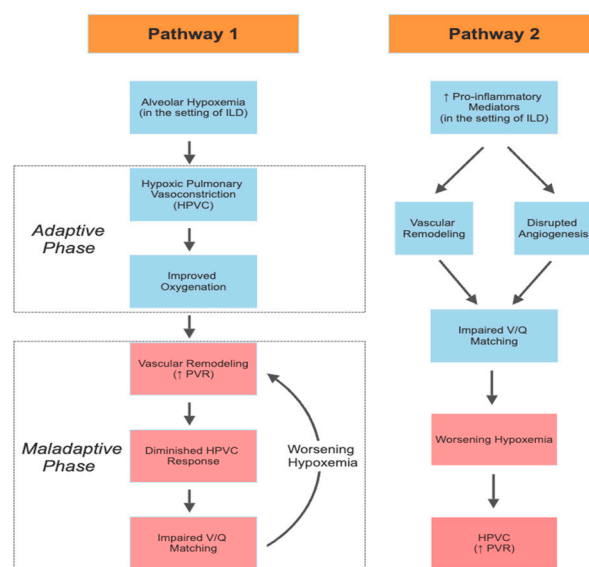 Pathway 1
Alveolar Hypoxemia
(in the setting of ILD)
Adaptive
Phase
Hypoxic Pulmonary
Vasoconstriction
(HPVC)
Improved
Oxygenation
Maladaptive
Phase
Vascular Remodeling
(↑ PVR)
Diminished HPVC
Response
Impaired V/Q
Matching
Worsening
Hypoxemia
Pathway 2
↑ Pro-inflammatory
Mediators
(in the setting of ILD)
Vascular
Remodeling
Disrupted
Angiogenesis
Impaired V/Q
Matching
Worsening Hypoxemia
HPVC
(↑ PVR)